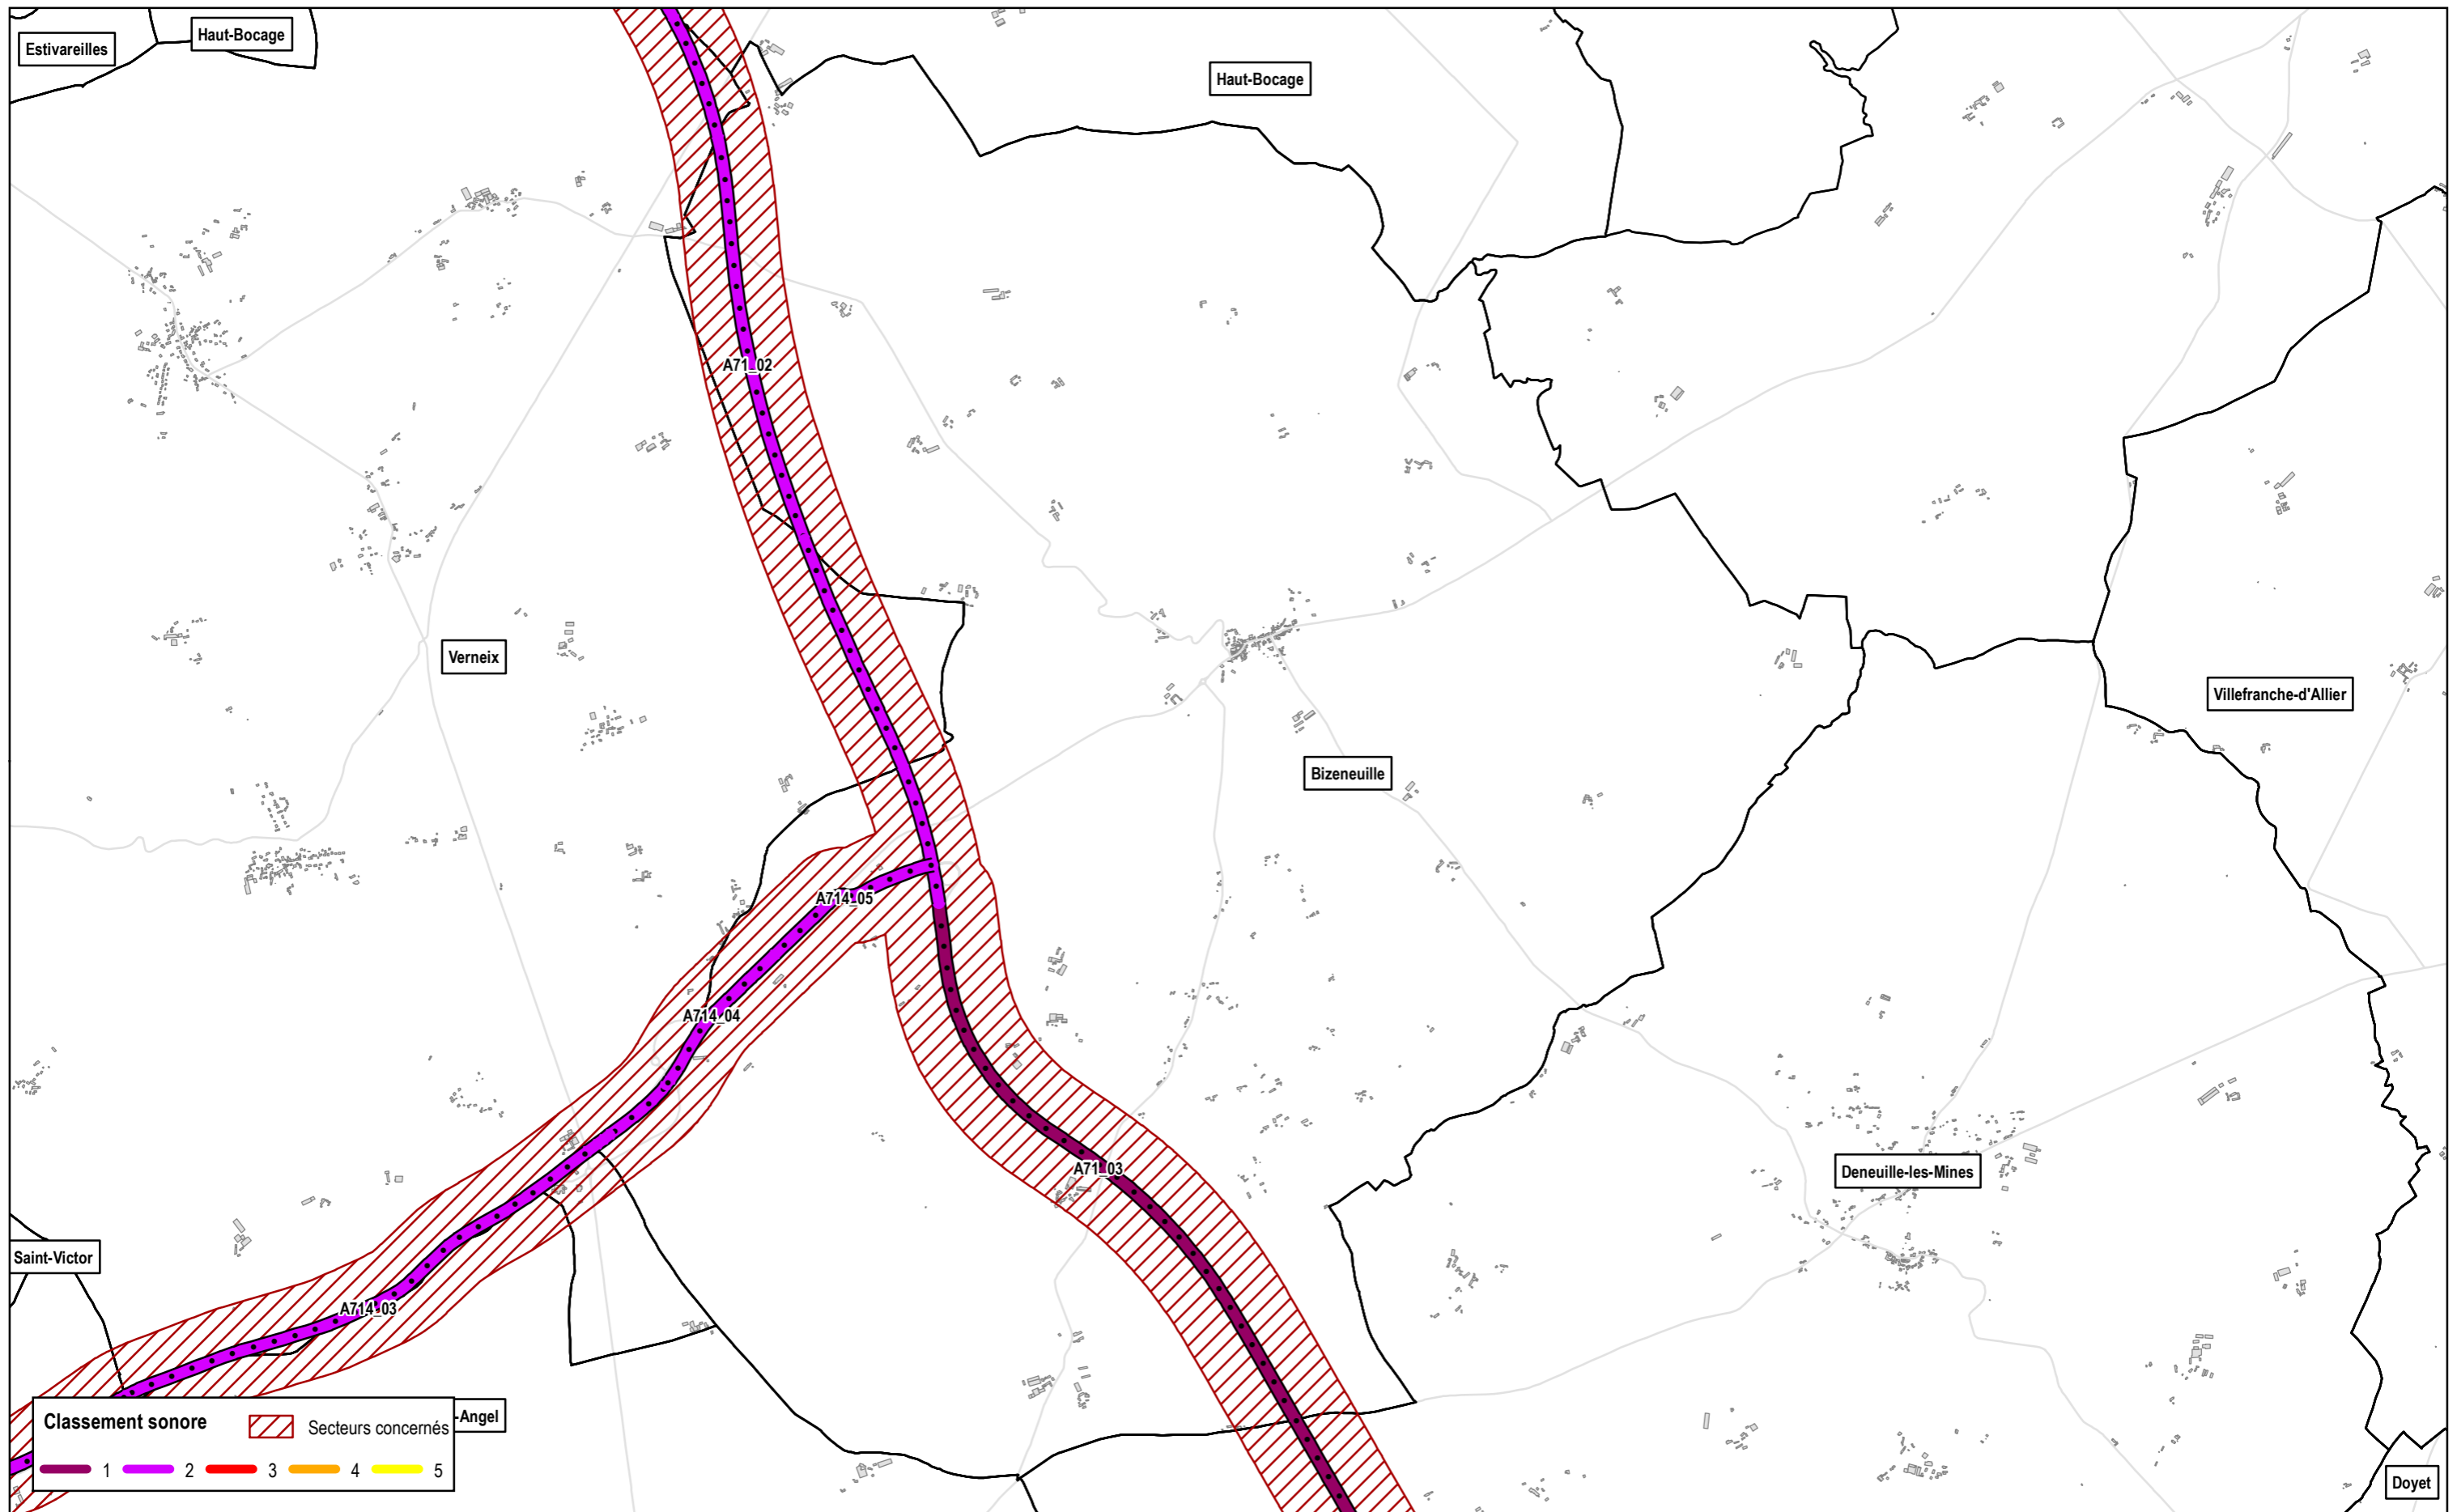 Estivareilles
Haut-Bocage
Haut-Bocage
A71_02
Verneix
Villefranche-d'Allier
Bizeneuille
A714_05
A714_04
A71_03
Deneuille-les-Mines
Saint-Victor
A714_03
-Angel
Classement sonore
Secteurs concernés
1 2 3 4 5
Doyet